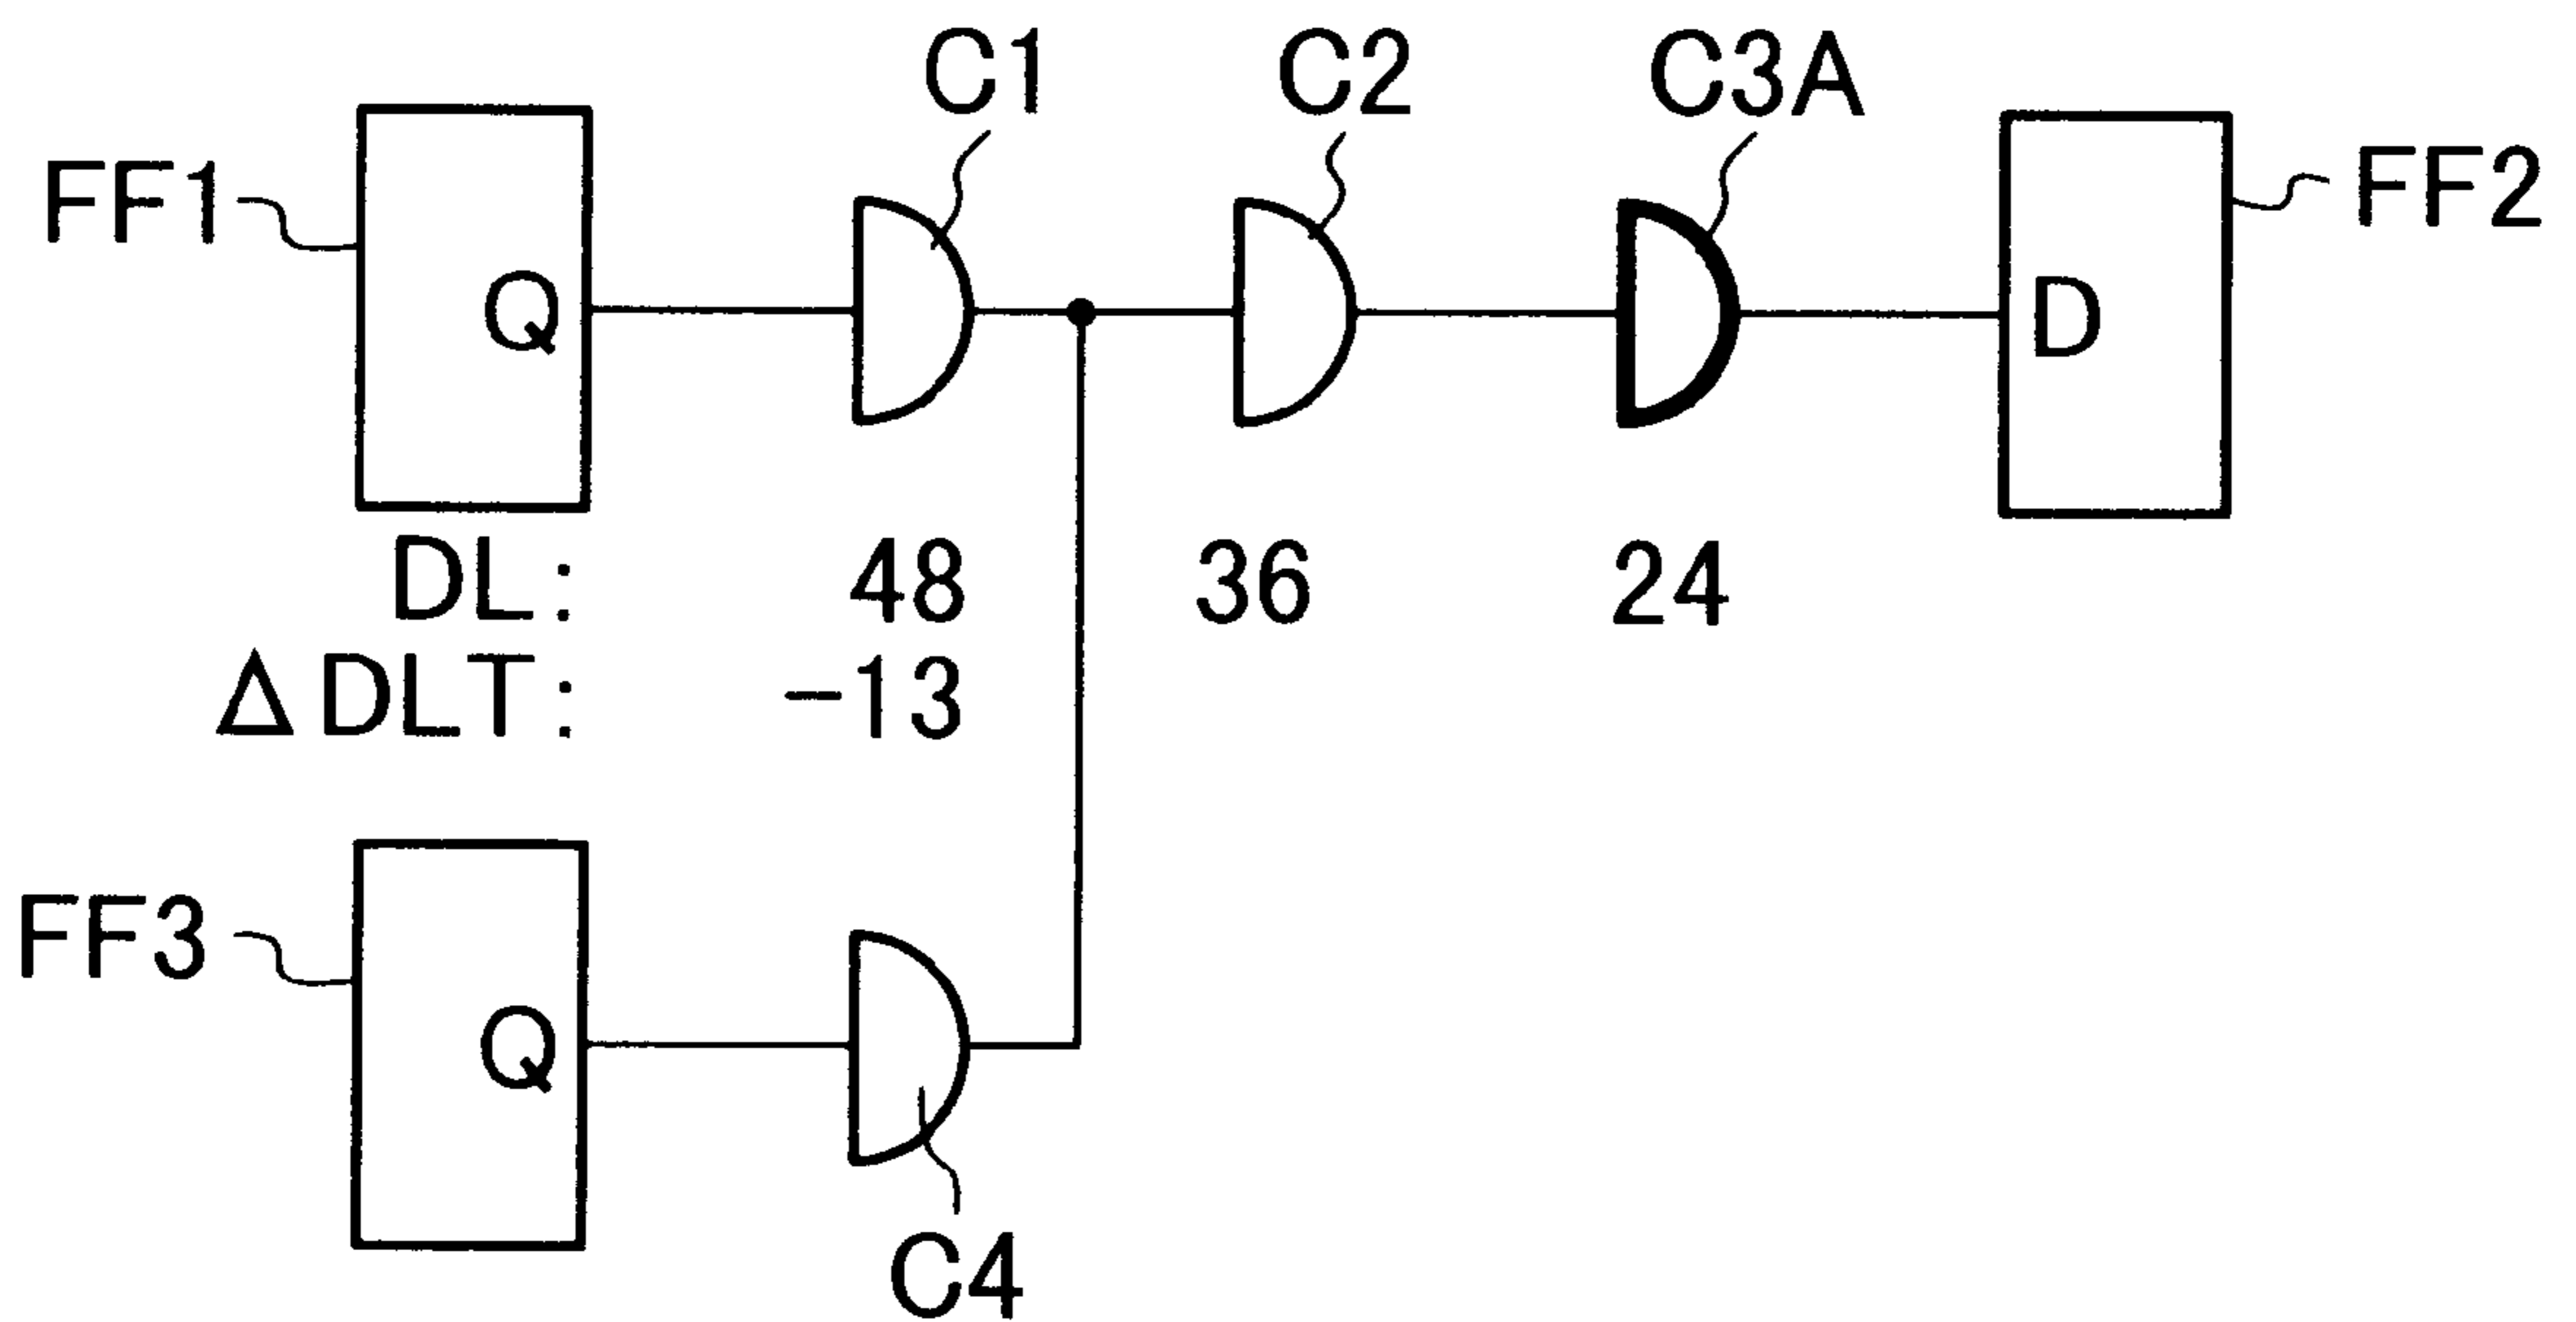 C1 C2 C3A
FF1 FF2
Q D
DL: 48 36 24
ΔDLT: -13
FF3
Q
C4